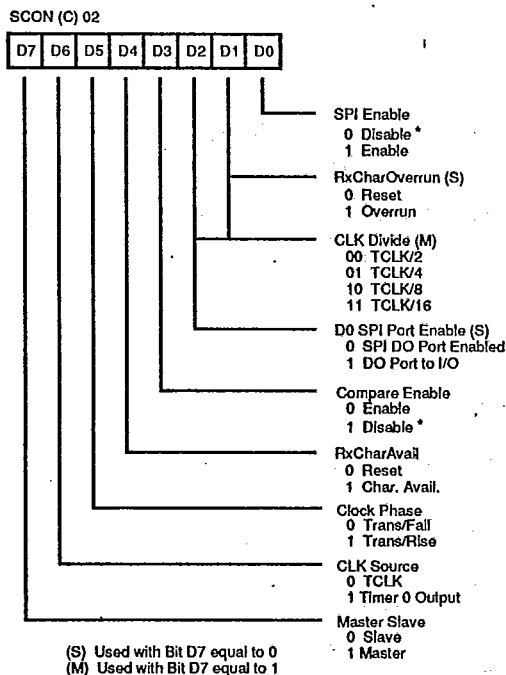 SCON (C) 02
D7 D6 D5 D4 D3 D2 D1 D0
SPI Enable
0 Disable *
1 Enable
RxCharOverrun (S)
0 Reset
1 Overrun
CLK Divide (M)
00 TCLK/2
01 TCLK/4
10 TCLK/8
11 TCLK/16
D0 SPI Port Enable (S)
0 SPI DO Port Enabled
1 DO Port to I/O
Compare Enable
0 Enable
1 Disable *
RxCharAvail
0 Reset
1 Char. Avail.
Clock Phase
0 Trans/Fall
1 Trans/Rise
CLK Source
0 TCLK
1 Timer 0 Output
Master Slave
0 Slave
1 Master
(S) Used with Bit D7 equal to 0
(M) Used with Bit D7 equal to 1